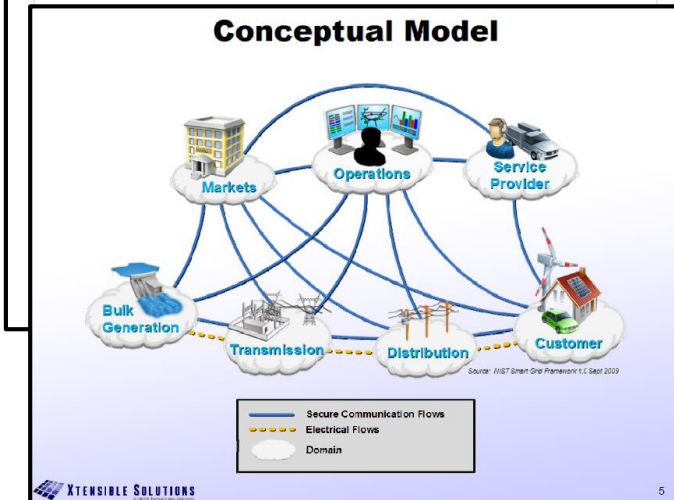 Conceptual Model
Markets
Operations
Service
Provider
Bulk
Generation
Transmission
Distribution
Customer
Source: NIST Smart Grid Framework 1.0 Sept 2009
Secure Communication Flows
Electrical Flows
Domain
XTENSIBLE SOLUTIONS
5